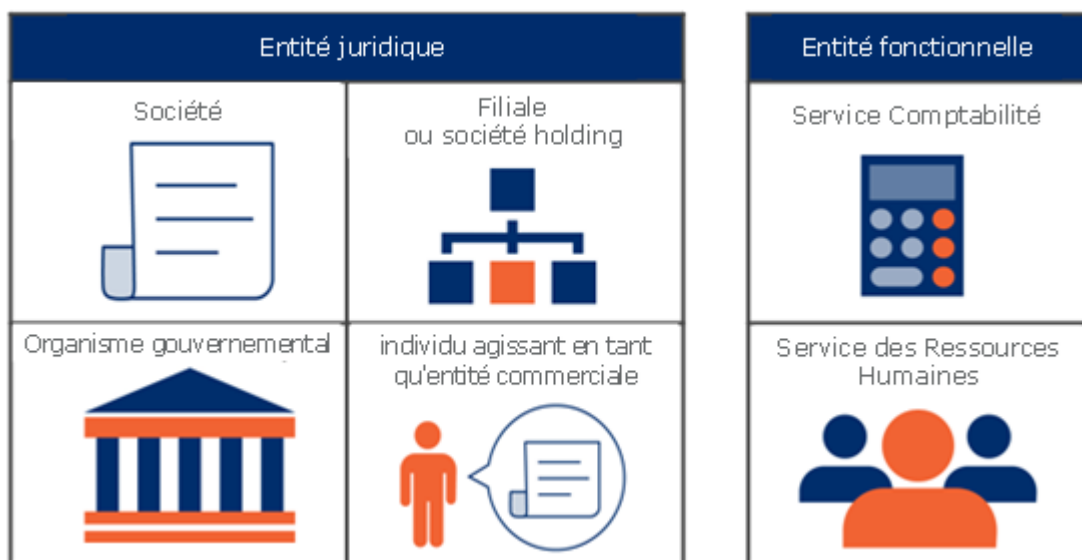 Entité juridique
Société
Filiale
ou société holding
Organisme gouvernemental
individu agissant en tant
qu'entité commerciale
Entité fonctionnelle
Service Comptabilité
Service des Ressources
Humaines